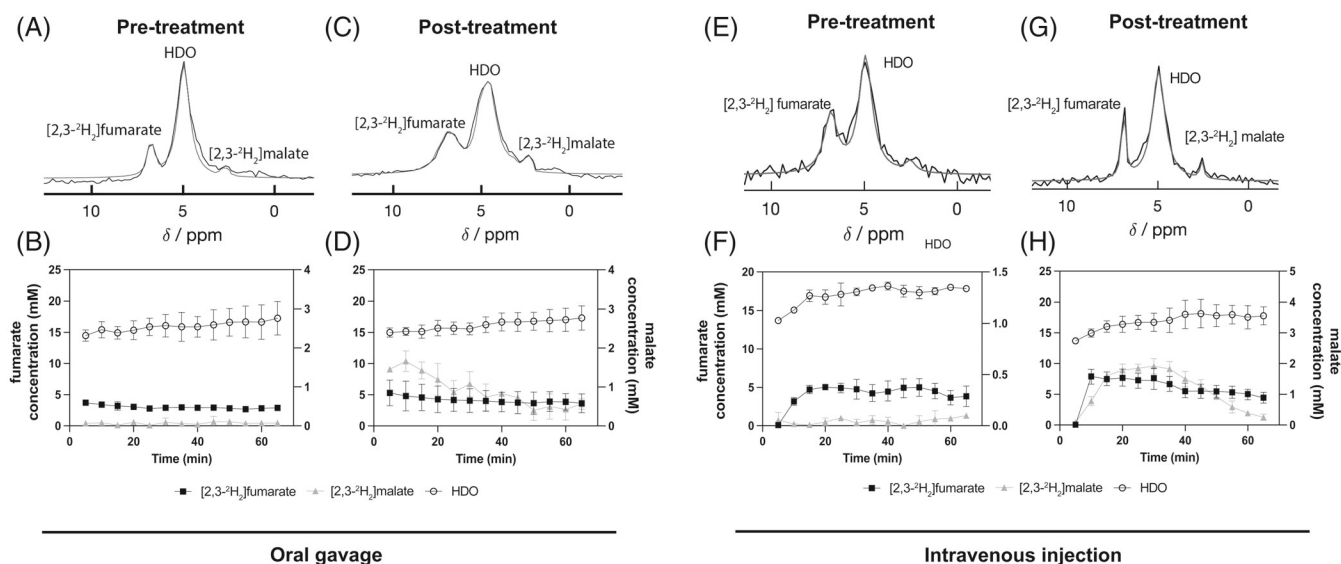 (A)
Pre-treatment
HDO
[2,3-²H₂]fumarate
[2,3-²H₂]malate
10
5
0
δ / ppm
(C)
Post-treatment
HDO
[2,3-²H₂]fumarate
[2,3-²H₂]malate
10
5
0
δ / ppm
(E)
Pre-treatment
HDO
[2,3-²H₂] fumarate
10
5
0
δ / ppm
(G)
Post-treatment
HDO
[2,3-²H₂] fumarate
[2,3-²H₂] malate
10
5
0
δ / ppm
(B)
fumarate
concentration (mM)
25
20
15
10
5
0
4
3
2
1
0
0
20
40
60
Time (min)
(D)
25
20
15
10
5
0
4
3
2
1
0
malate
concentration (mM)
0
20
40
60
Time (min)
[2,3-²H₂]fumarate
[2,3-²H₂]malate
HDO
Oral gavage
(F)
HDO
fumarate
concentration (mM)
20
15
10
5
0
1.5
1.0
0.5
0.0
0
20
40
60
Time (min)
(H)
25
20
15
10
5
0
5
4
3
2
1
0
malate
concentration (mM)
0
20
40
60
Time (min)
[2,3-²H₂]fumarate
[2,3-²H₂]malate
HDO
Intravenous injection